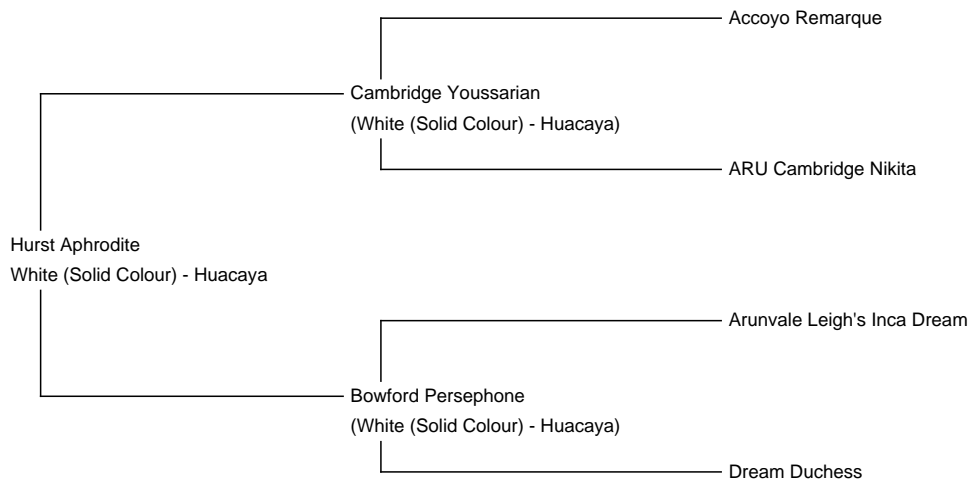 Accoyo Remarque
Cambridge Youssarian
(White (Solid Colour) - Huacaya)
ARU Cambridge Nikita
Hurst Aphrodite
White (Solid Colour) - Huacaya
Arunvale Leigh's Inca Dream
Bowford Persephone
(White (Solid Colour) - Huacaya)
Dream Duchess